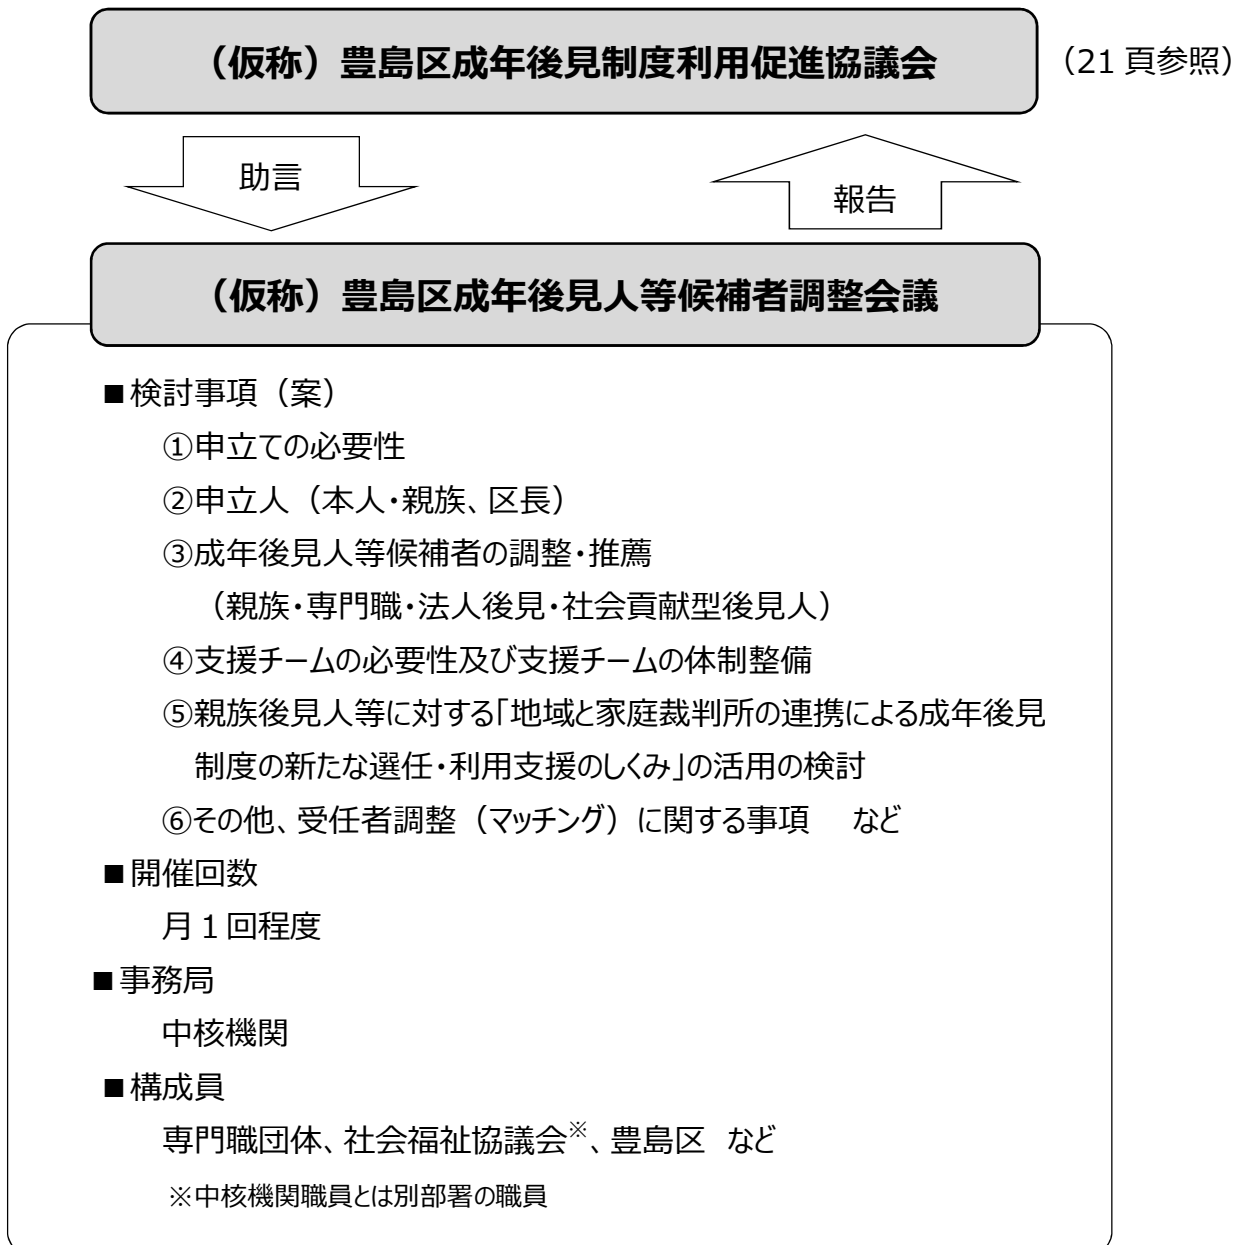 （仮称）豊島区成年後見制度利用促進協議会
（21 頁参照）
助言
報告
（仮称）豊島区成年後見人等候補者調整会議
■検討事項（案）
①申立ての必要性
②申立人（本人・親族、区長）
③成年後見人等候補者の調整・推薦
（親族・専門職・法人後見・社会貢献型後見人）
④支援チームの必要性及び支援チームの体制整備
⑤親族後見人等に対する「地域と家庭裁判所の連携による成年後見
制度の新たな選任・利用支援のしくみ」の活用の検討
⑥その他、受任者調整（マッチング）に関する事項　など
■開催回数
月１回程度
■事務局
中核機関
■構成員
専門職団体、社会福祉協議会※、豊島区 など
※中核機関職員とは別部署の職員